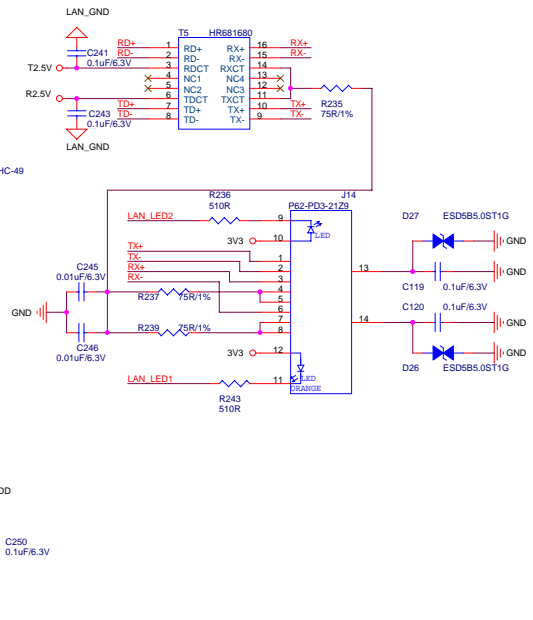 LAN_GND
T5 HR681680
C241
0.1uF/6.3V
RD+ 1 RD+ RX+ 16 RX+
RD- 2 RD- RX- 15 RX-
T2.5V 3 RDCT RXCT 14
4 NC1 NC4 13
5 NC2 NC3 12
R2.5V 6 TDCT TXCT 11
TD+ 7 TD+ TX+ 10 TX+
TD- 8 TD- TX- 9 TX-
C243
0.1uF/6.3V
R235
75R/1%
LAN_GND
HC-49
R236
510R
J14
P62-PD3-21Z9
LAN_LED2 9
LED
3V3 10
TX+ 1
TX- 2
RX+ 3
RX- 4
5
6
7
8
C245
0.01uF/6.3V
R237 75R/1%
GND
R239 75R/1%
C246
0.01uF/6.3V
3V3 12
LAN_LED1 11
LED
ORANGE
R243
510R
D27 ESD5B5.0ST1G
GND
13
GND
C119 0.1uF/6.3V
C120 0.1uF/6.3V
14
GND
GND
D26 ESD5B5.0ST1G
DD
C250
0.1uF/6.3V